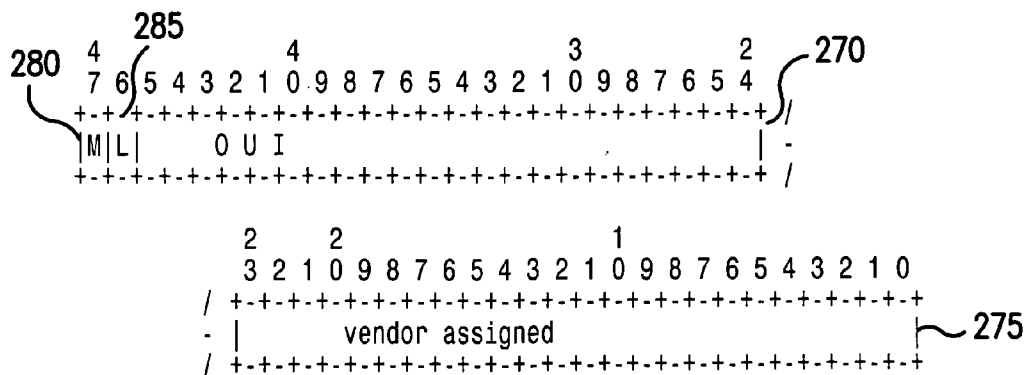 285
4 4 3 2
280 7 6 5 4 3 2 1 0 9 8 7 6 5 4 3 2 1 0 9 8 7 6 5 4 270
+-+-+-+-+-+-+-+-+-+-+-+-+-+-+-+-+-+-+-+-+-+-+-+-+ /
|M|L| O U I | -
+-+-+-+-+-+-+-+-+-+-+-+-+-+-+-+-+-+-+-+-+-+-+-+-+ /
2 2 1
3 2 1 0 9 8 7 6 5 4 3 2 1 0 9 8 7 6 5 4 3 2 1 0
/ +-+-+-+-+-+-+-+-+-+-+-+-+-+-+-+-+-+-+-+-+-+-+-+-+
- | vendor assigned | 275
/ +-+-+-+-+-+-+-+-+-+-+-+-+-+-+-+-+-+-+-+-+-+-+-+-+